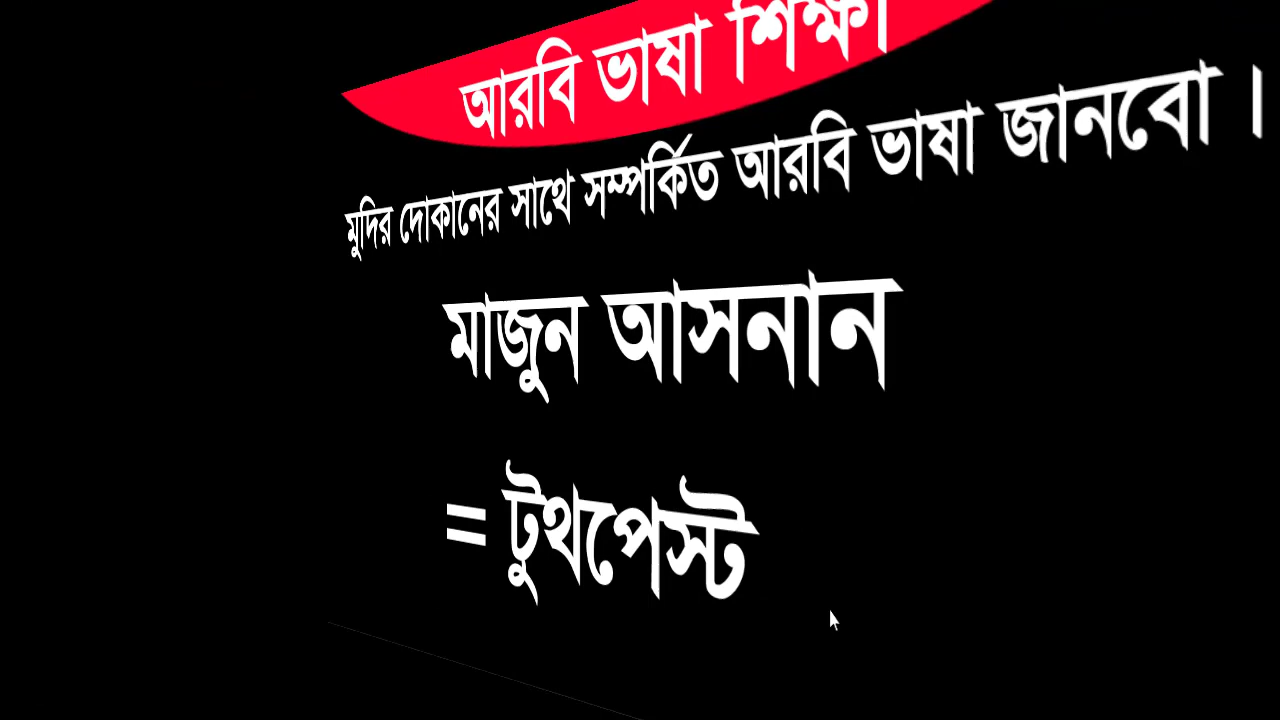 আরবি ভাষা শিক্ষা
মুদির দোকানের সাথে সম্পর্কিত আরবি ভাষা জানবো ।
মাজুন আসনান
= টুথপেস্ট